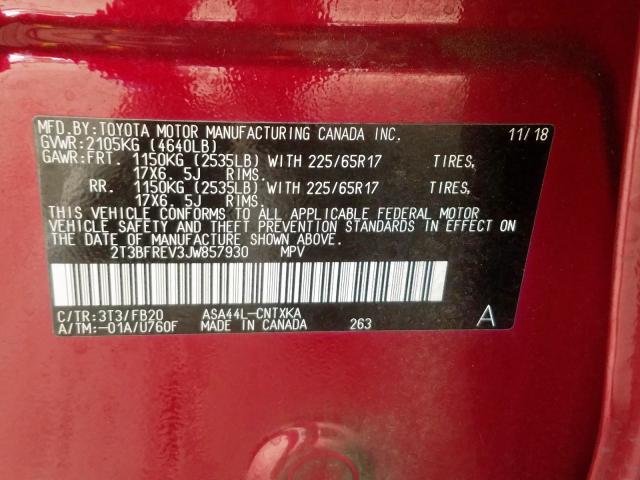 MFD.BY:TOYOTA MOTOR MANUFACTURING CANADA INC. 11/18
GVWR:2105KG (4640LB)
GAWR:FRT. 1150KG (2535LB) WITH 225/65R17 TIRES,
17X6. 5J RIMS.
RR. 1150KG (2535LB) WITH 225/65R17 TIRES,
17X6. 5J RIMS.
THIS VEHICLE CONFORMS TO ALL APPLICABLE FEDERAL MOTOR
VEHICLE SAFETY AND THEFT PREVENTION STANDARDS IN EFFECT ON
THE DATE OF MANUFACTURE SHOWN ABOVE.
2T3BFREV3JW857930 MPV
C/TR:3T3/FB20 ASA44L-CNTXKA
A/TM:-01A/U760F MADE IN CANADA 263 A